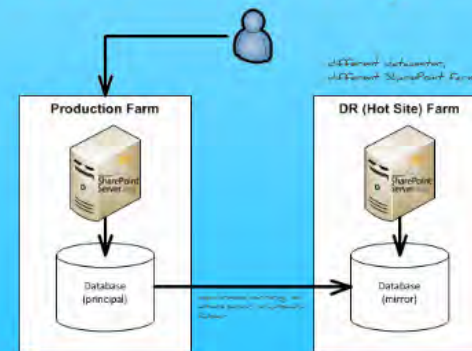 different datacenter,
different SharePoint farm
Production Farm
DR (Hot Site) Farm
SharePoint
Server
SharePoint
Server
Database
(principal)
Database
(mirror)